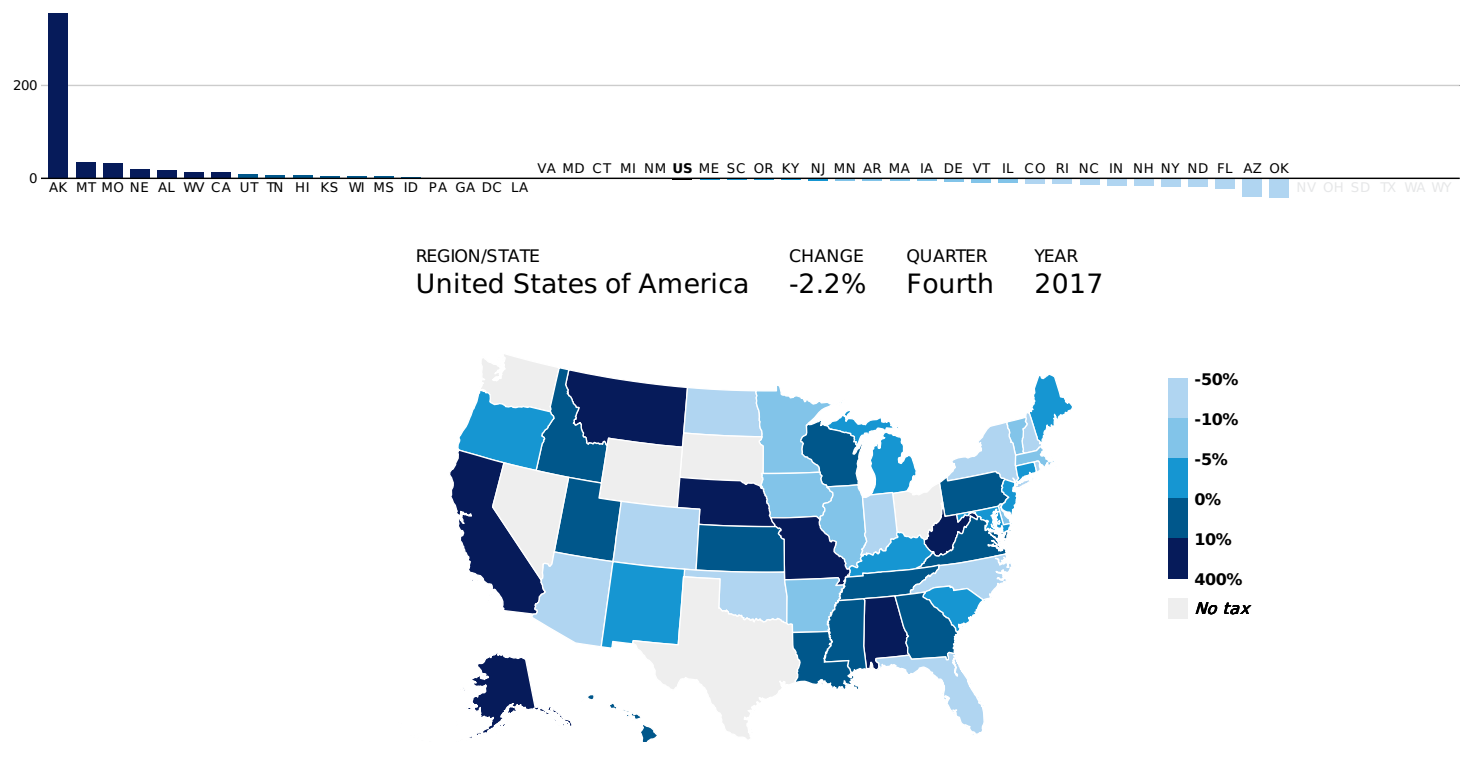 200
0
VA MD CT MI NM US ME SC OR KY NJ MN AR MA IA DE VT IL CO RI NC IN NH NY ND FL AZ OK
AK MT MO NE AL WV CA UT TN HI KS WI MS ID PA GA DC LA
NV OH SD TX WA WY
REGION/STATE CHANGE QUARTER YEAR
United States of America -2.2% Fourth 2017
-50%
-10%
-5%
0%
10%
400%
No tax